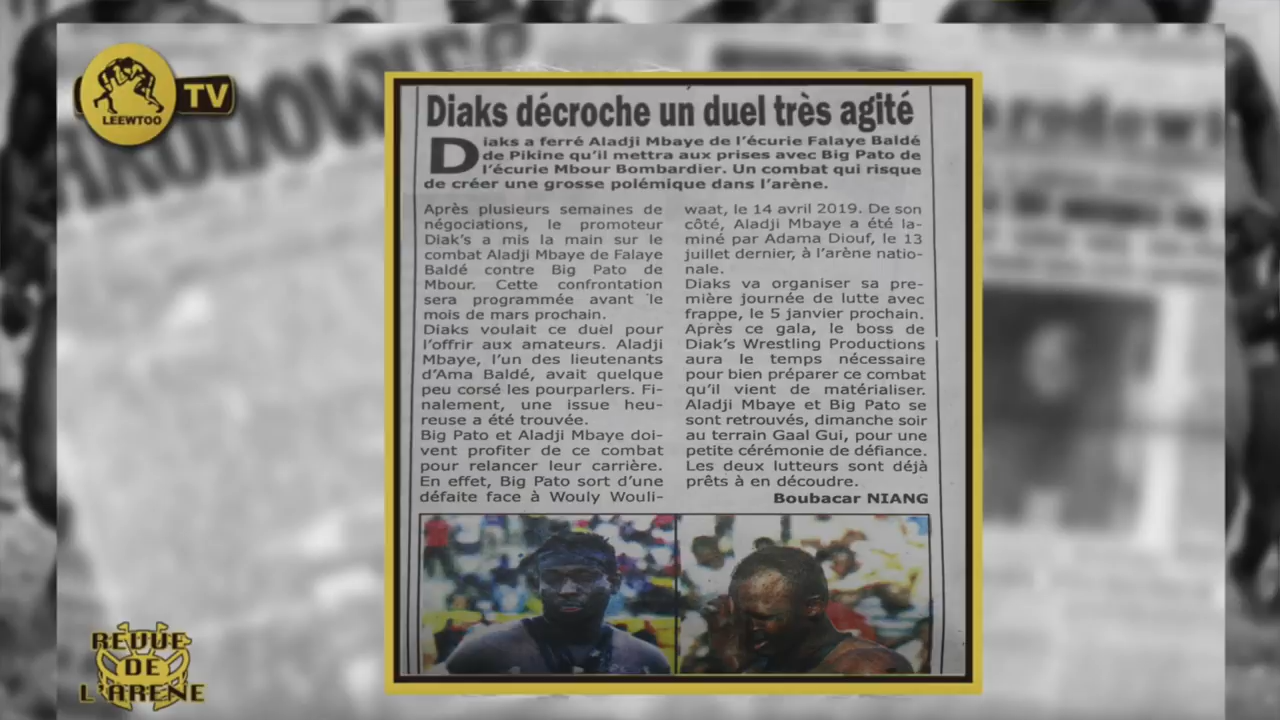 LEEWTOO
TV
Diaks décroche un duel très agité
Diaks a ferré Aladji Mbaye de l'écurie Falaye Baldé
de Pikine qu'il mettra aux prises avec Big Pato de
l'écurie Mbour Bombardier. Un combat qui risque
de créer une grosse polémique dans l'arène.
Après plusieurs semaines de
négociations, le promoteur
Diak's a mis la main sur le
combat Aladji Mbaye de Falaye
Baldé contre Big Pato de
Mbour. Cette confrontation
sera programmée avant le
mois de mars prochain.
Diaks voulait ce duel pour
l'offrir aux amateurs. Aladji
Mbaye, l'un des lieutenants
d'Ama Baldé, avait quelque
peu corsé les pourparlers. Fi-
nalement, une issue heu-
reuse a été trouvée.
Big Pato et Aladji Mbaye doi-
vent profiter de ce combat
pour relancer leur carrière.
En effet, Big Pato sort d'une
défaite face à Wouly Wouli-
waat, le 14 avril 2019. De son
côté, Aladji Mbaye a été la-
miné par Adama Diouf, le 13
juillet dernier, à l'arène natio-
nale.
Diaks va organiser sa pre-
mière journée de lutte avec
frappe, le 5 janvier prochain.
Après ce gala, le boss de
Diak's Wrestling Productions
aura le temps nécessaire
pour bien préparer ce combat
qu'il vient de matérialiser.
Aladji Mbaye et Big Pato se
sont retrouvés, dimanche soir
au terrain Gaal Gui, pour une
petite cérémonie de défiance.
Les deux lutteurs sont déjà
prêts à en découdre.
Boubacar NIANG
REVUE
DE
L'ARENE